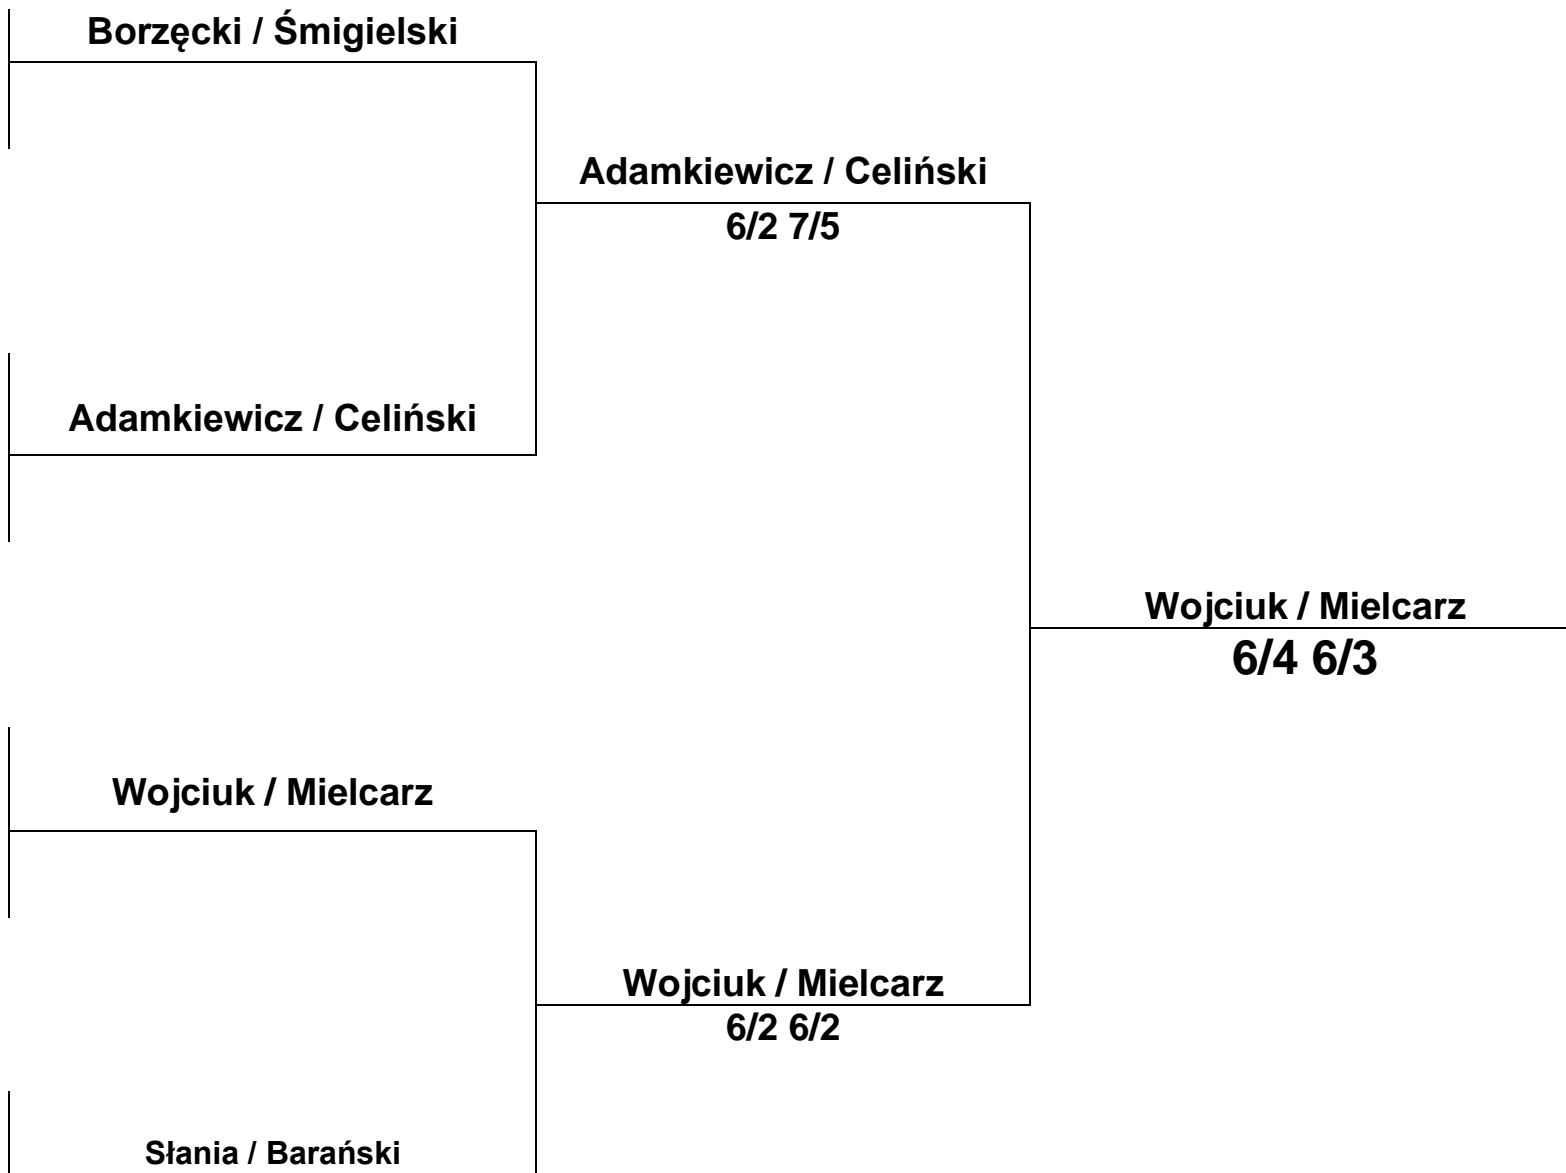 Borzęcki / Śmigielski
Adamkiewicz / Celiński
6/2 7/5
Adamkiewicz / Celiński
Wojciuk / Mielcarz
6/4 6/3
Wojciuk / Mielcarz
Wojciuk / Mielcarz
6/2 6/2
Słania / Barański